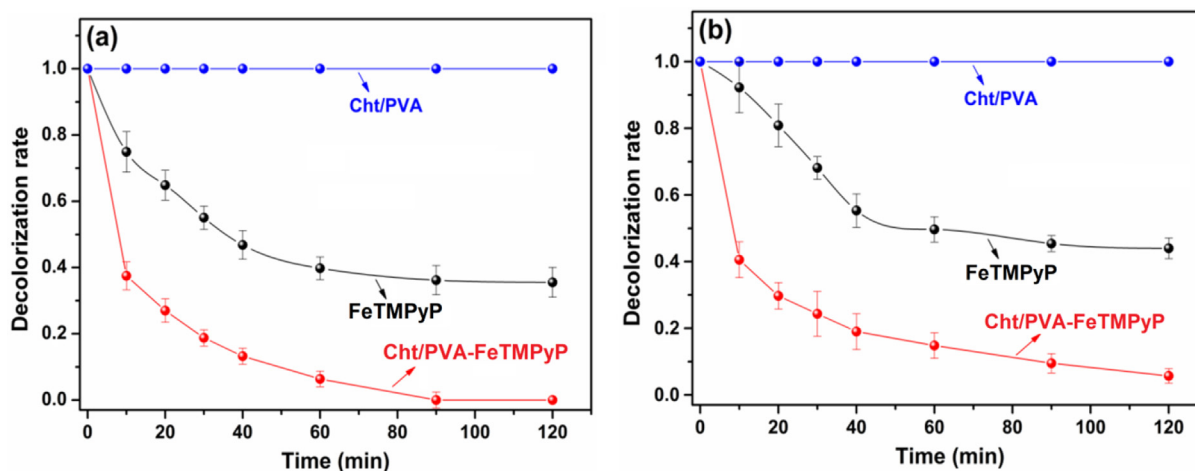 (a)
Decolorization rate
1.0
0.8
0.6
0.4
0.2
0.0
Cht/PVA
FeTMPyP
Cht/PVA-FeTMPyP
0 20 40 60 80 100 120
Time (min)
(b)
Decolorization rate
1.0
0.8
0.6
0.4
0.2
0.0
Cht/PVA
FeTMPyP
Cht/PVA-FeTMPyP
0 20 40 60 80 100 120
Time (min)